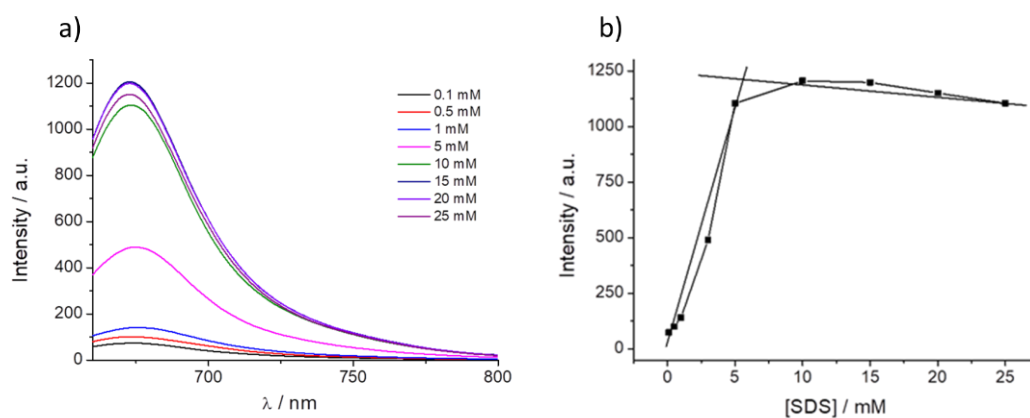 a)
Intensity / a.u.
1200
1000
800
600
400
200
0
700
750
800
λ / nm
0.1 mM
0.5 mM
1 mM
5 mM
10 mM
15 mM
20 mM
25 mM
b)
Intensity / a.u.
1250
1000
750
500
250
0
0
5
10
15
20
25
[SDS] / mM